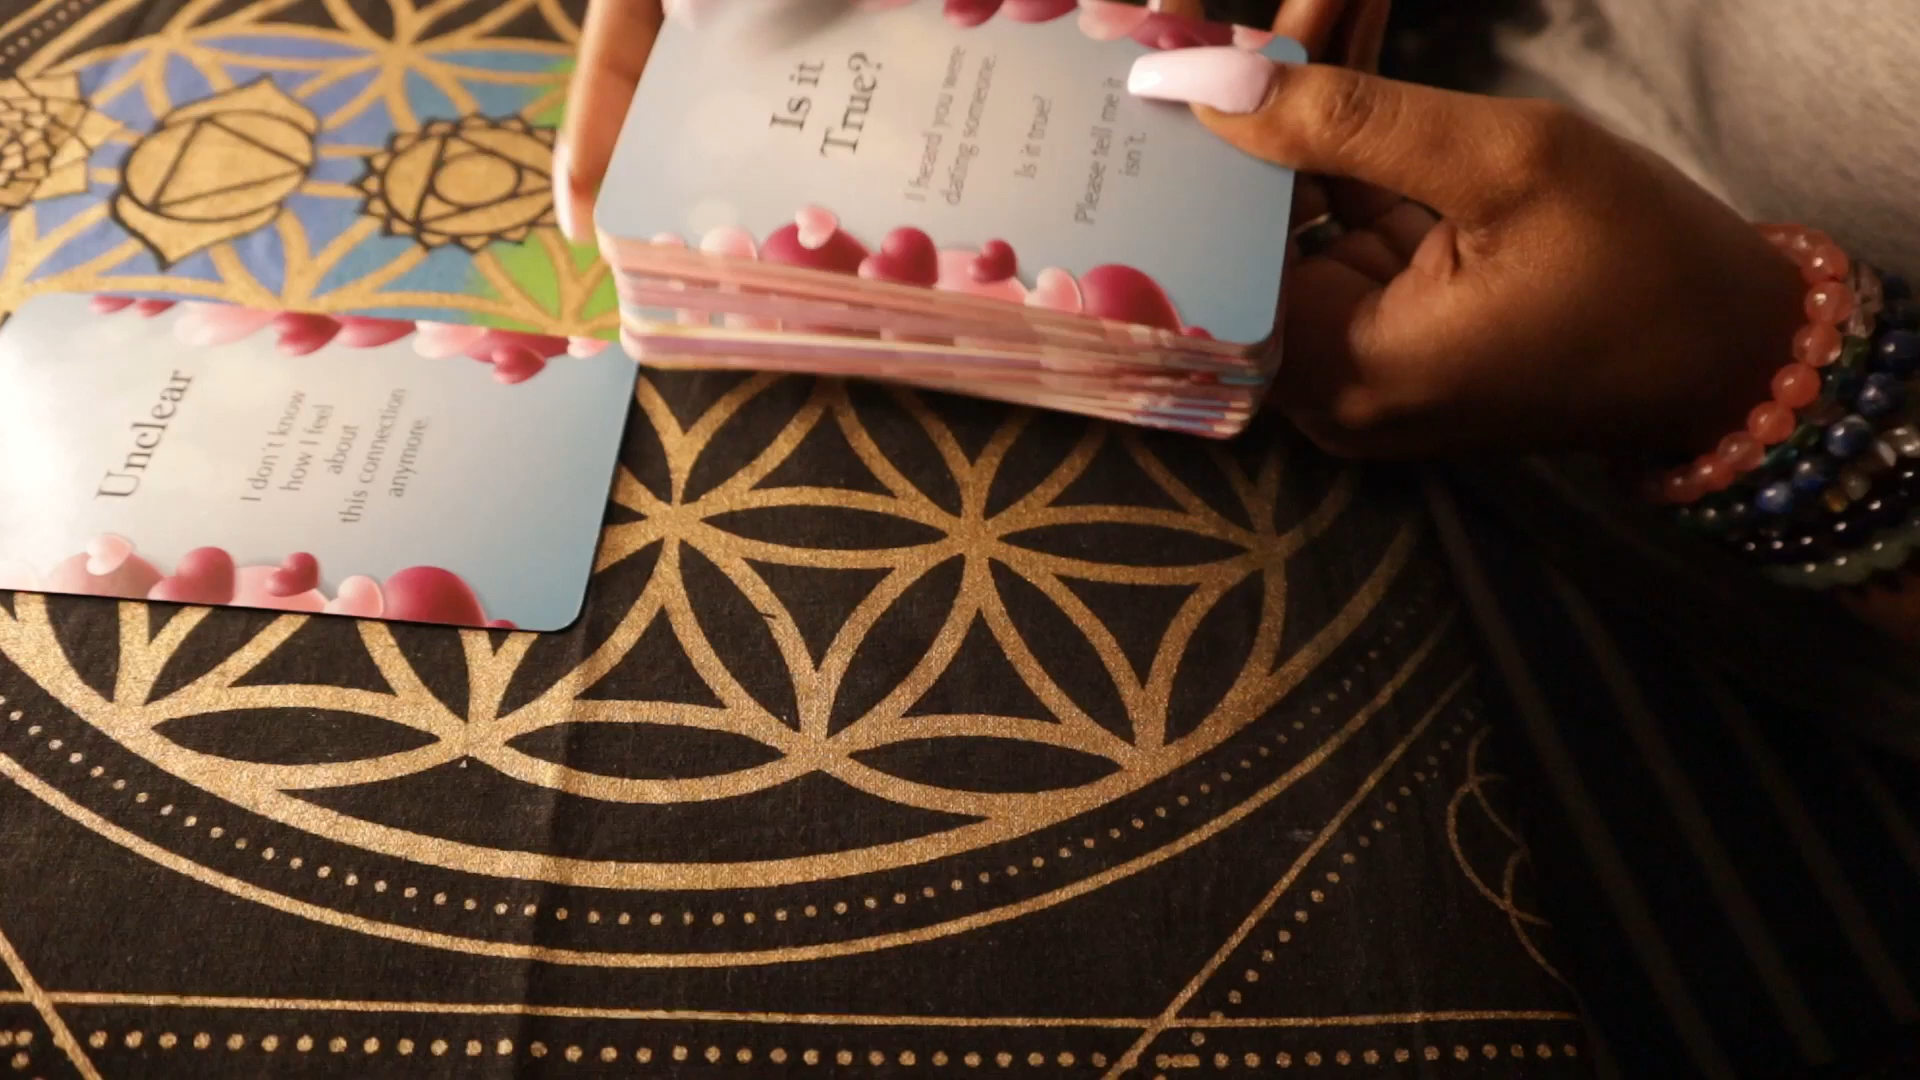 Is it
True?
I heard you were
dating someone.
Is it true?
Please tell me it
isn't.
Unclear
I don't know
how I feel
about
this connection
anymore.